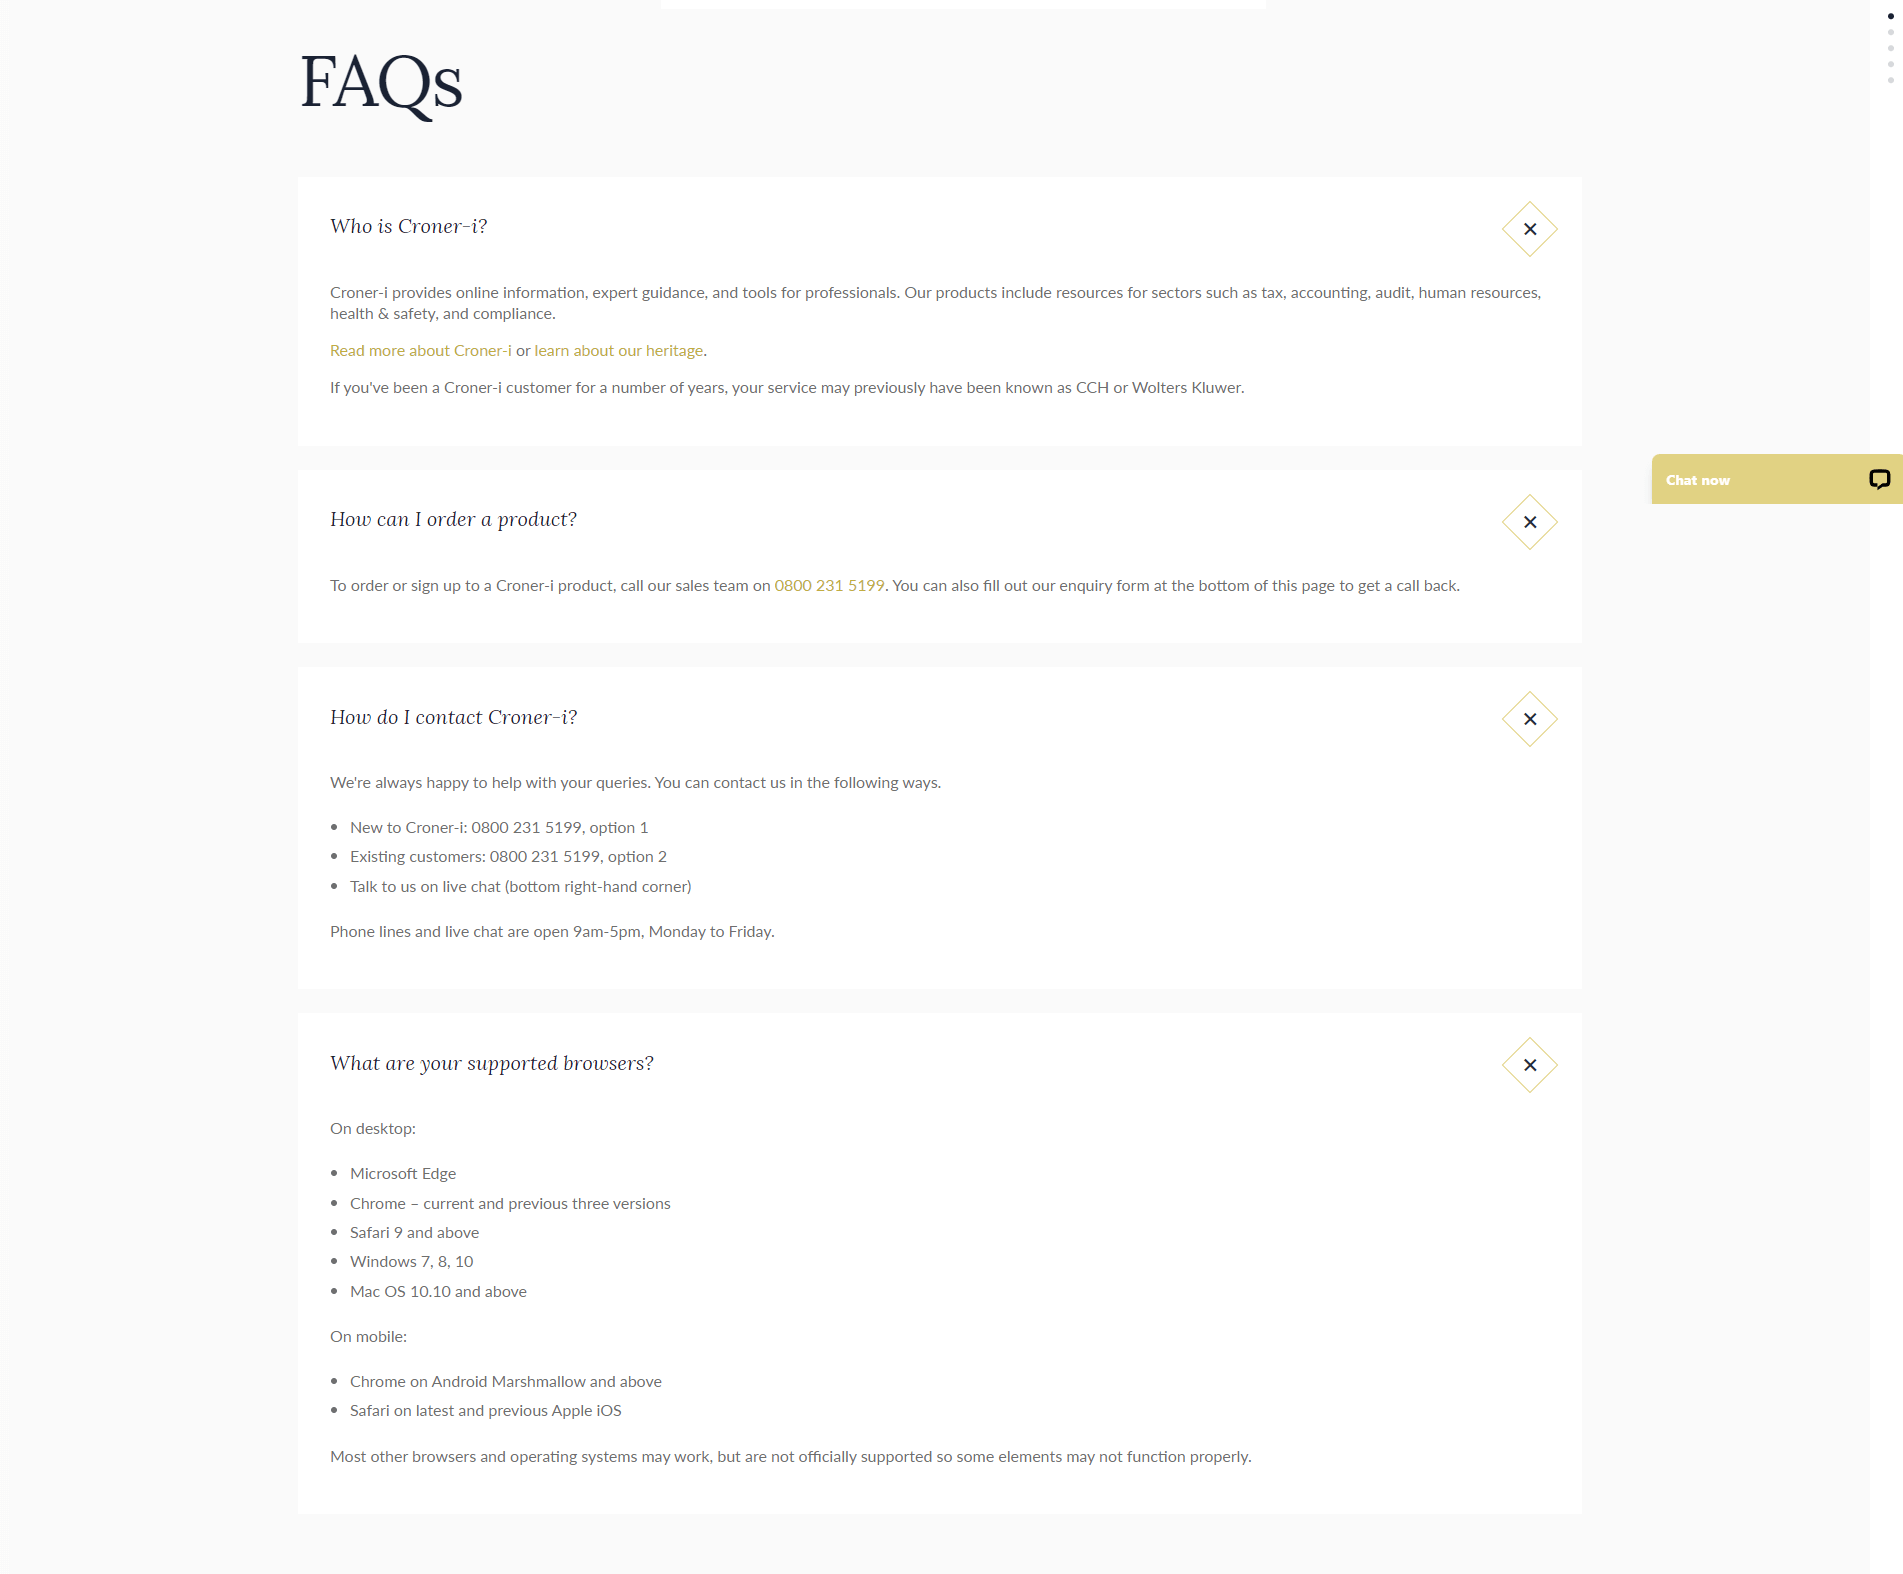 FAQs
Who is Croner-i?
Croner-i provides online information, expert guidance, and tools for professionals. Our products include resources for sectors such as tax, accounting, audit, human resources,
health & safety, and compliance.
Read more about Croner-i or learn about our heritage.
If you've been a Croner-i customer for a number of years, your service may previously have been known as CCH or Wolters Kluwer.
Chat now
How can I order a product?
To order or sign up to a Croner-i product, call our sales team on 0800 231 5199. You can also fill out our enquiry form at the bottom of this page to get a call back.
How do I contact Croner-i?
We're always happy to help with your queries. You can contact us in the following ways.
• New to Croner-i: 0800 231 5199, option 1
• Existing customers: 0800 231 5199, option 2
• Talk to us on live chat (bottom right-hand corner)
Phone lines and live chat are open 9am-5pm, Monday to Friday.
What are your supported browsers?
On desktop:
• Microsoft Edge
• Chrome – current and previous three versions
• Safari 9 and above
• Windows 7, 8, 10
• Mac OS 10.10 and above
On mobile:
• Chrome on Android Marshmallow and above
• Safari on latest and previous Apple iOS
Most other browsers and operating systems may work, but are not officially supported so some elements may not function properly.